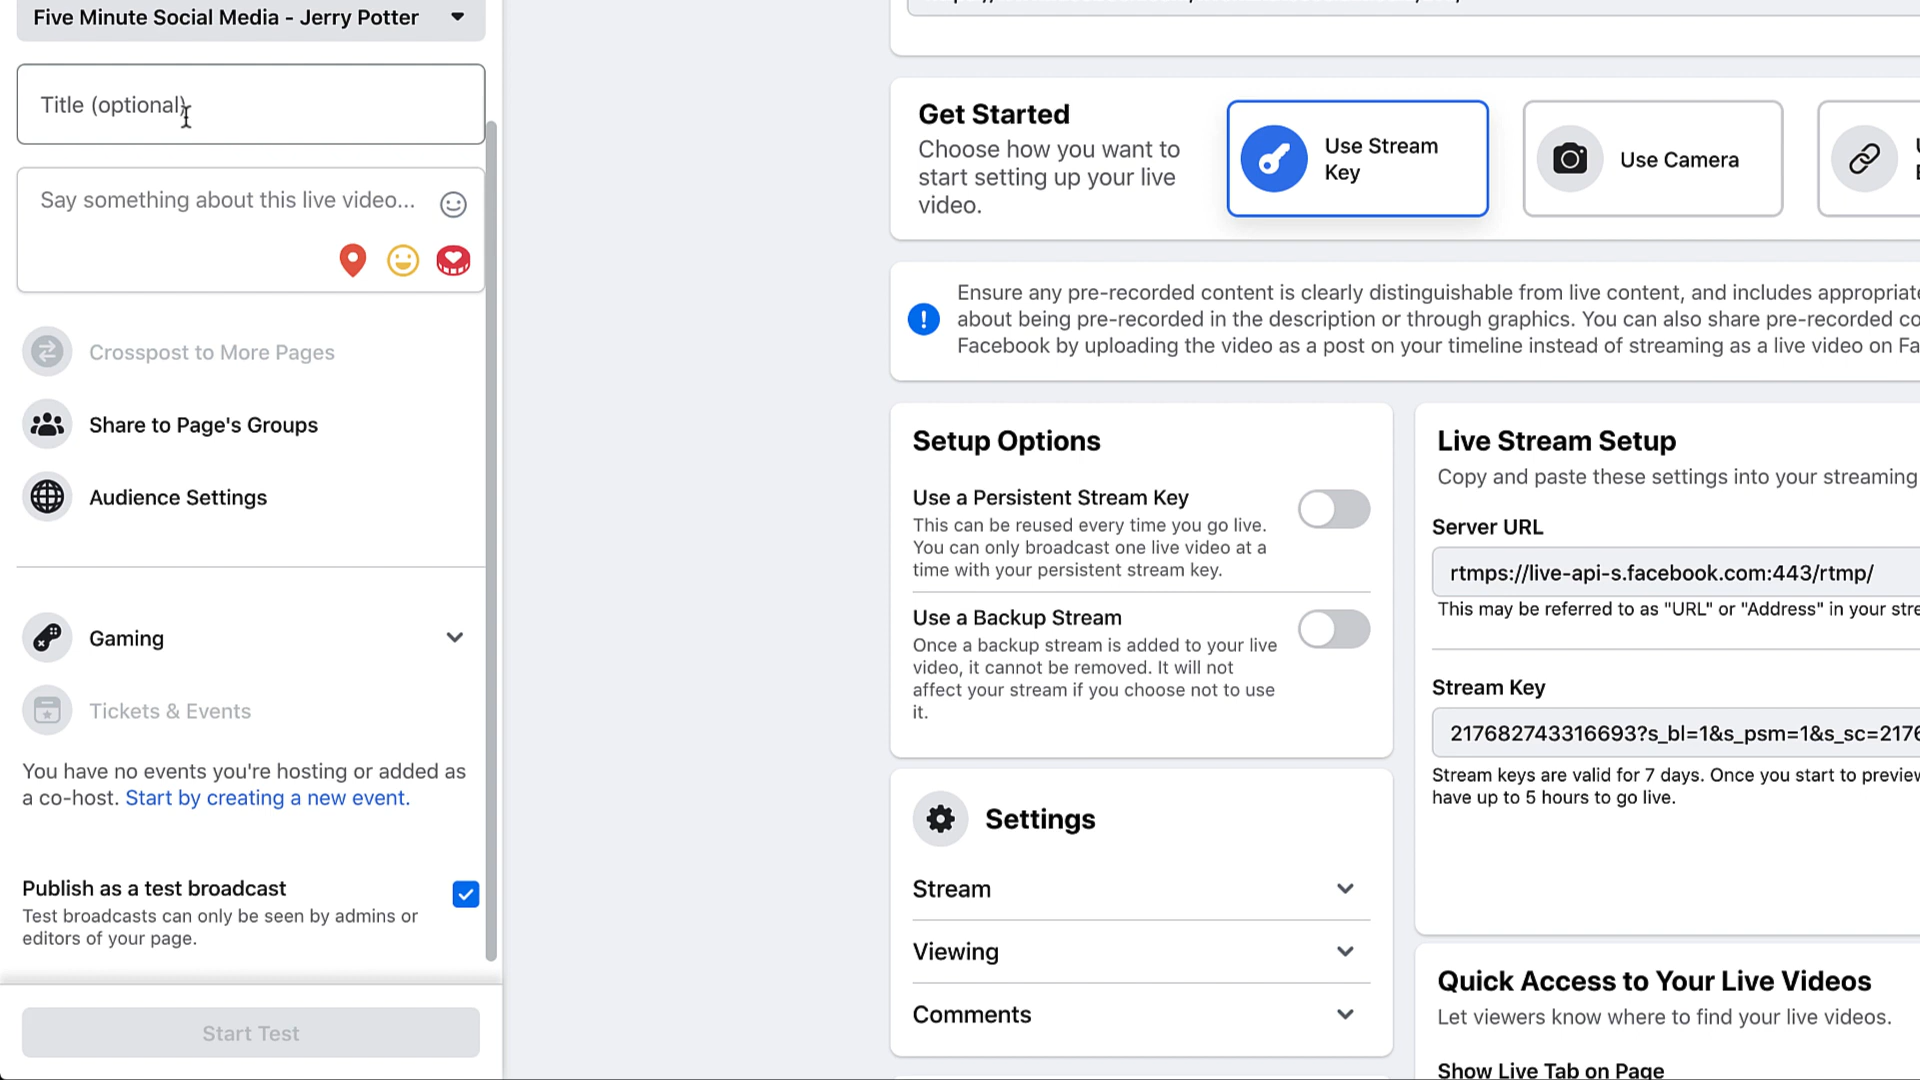 Five Minute Social Media - Jerry Potter
Title (optional)
Say something about this live video...
Crosspost to More Pages
Share to Page's Groups
Audience Settings
Gaming
Tickets & Events
You have no events you're hosting or added as
a co-host. Start by creating a new event.
Publish as a test broadcast
Test broadcasts can only be seen by admins or
editors of your page.
Start Test
Get Started
Choose how you want to
start setting up your live
video.
Use Stream
Key
Use Camera
Ensure any pre-recorded content is clearly distinguishable from live content, and includes appropriate
about being pre-recorded in the description or through graphics. You can also share pre-recorded co
Facebook by uploading the video as a post on your timeline instead of streaming as a live video on Fa
Setup Options
Use a Persistent Stream Key
This can be reused every time you go live.
You can only broadcast one live video at a
time with your persistent stream key.
Use a Backup Stream
Once a backup stream is added to your live
video, it cannot be removed. It will not
affect your stream if you choose not to use
it.
Settings
Stream
Viewing
Comments
Live Stream Setup
Copy and paste these settings into your streaming
Server URL
rtmps://live-api-s.facebook.com:443/rtmp/
This may be referred to as "URL" or "Address" in your stre
Stream Key
217682743316693?s_bl=1&s_psm=1&s_sc=2176
Stream keys are valid for 7 days. Once you start to preview
have up to 5 hours to go live.
Quick Access to Your Live Videos
Let viewers know where to find your live videos.
Show Live Tab on Page